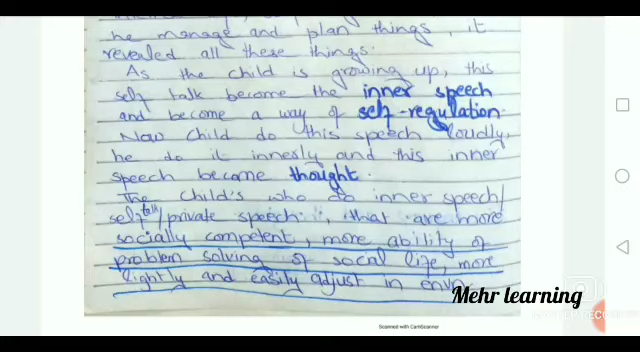 he manage and plan things, it
revealed all these things.
As the child is growing up, this
self talk become the inner speech
and become a way of self-regulation.
Now child do this speech loudly,
he do it innerly and this inner
speech become thought.
The child's who do inner speech/
self talk/private speech, that are more
socially competent, more ability of
problem solving of socal life, more
lightly and easily adjust in envn.
Mehr learning
Scanned with CamScanner